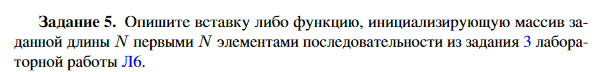 Задание 5. Опишите вставку либо функцию, инициализирующую массив за-
данной длины N первыми N элементами последовательности из задания 3 лабора-
торной работы Л6.